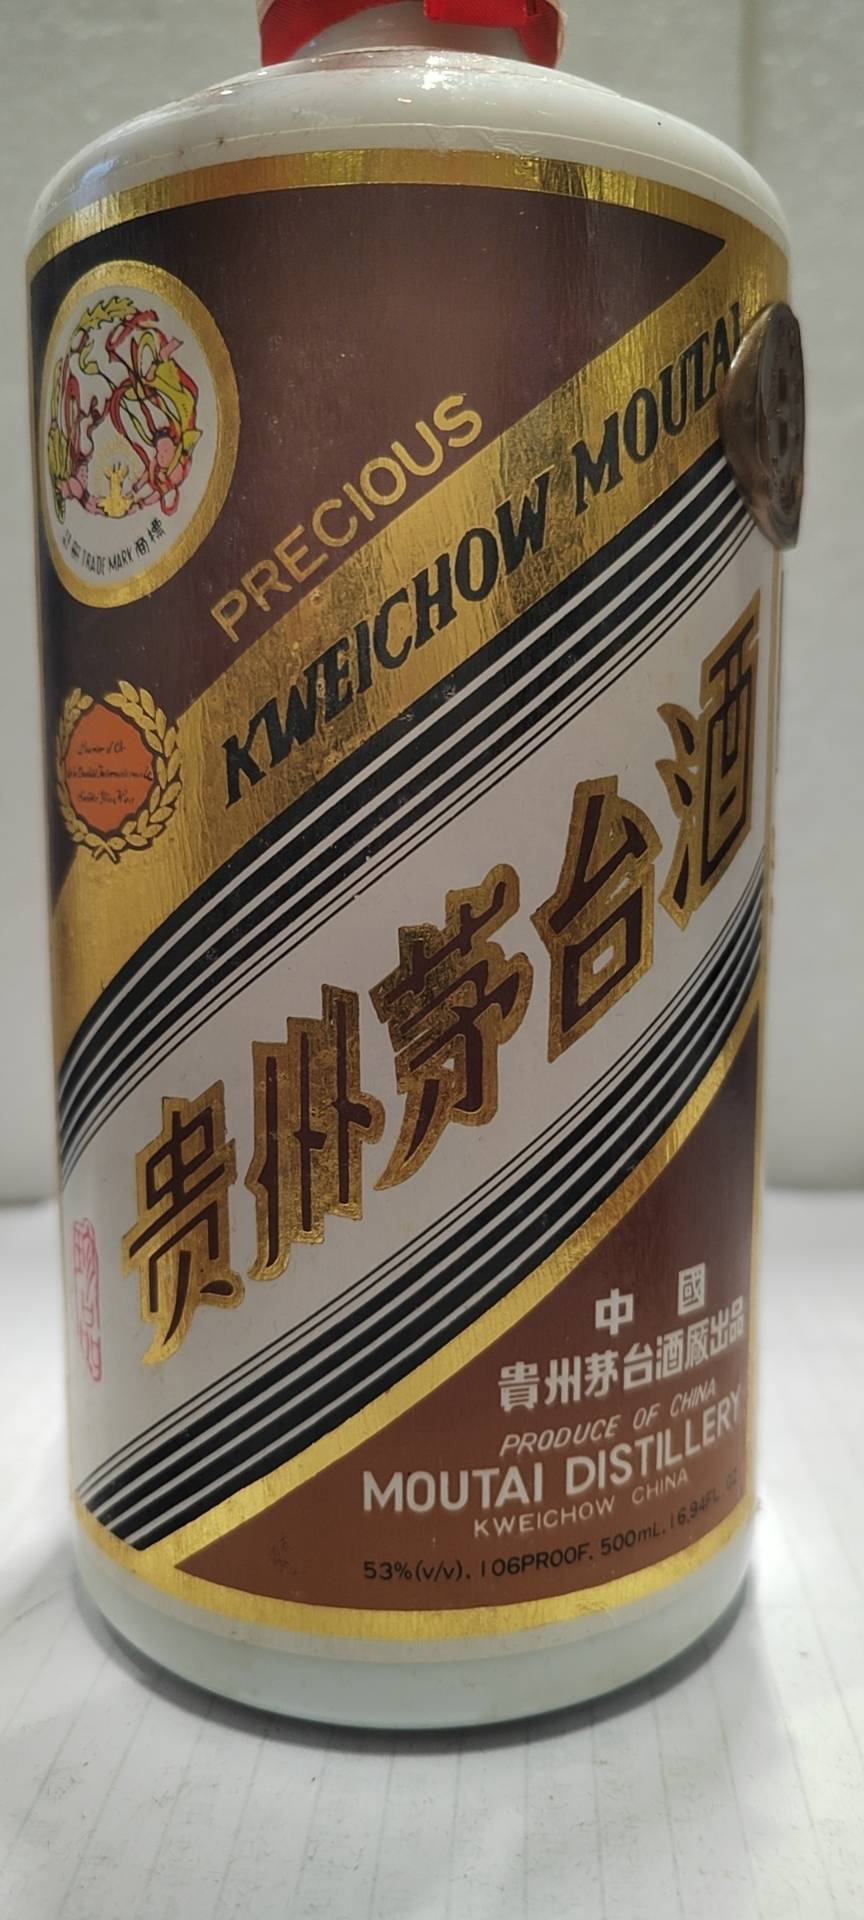 TRADE MARK 商標
PRECIOUS
KWEICHOW MOUTAI
贵州茅台酒
中國
貴州茅台酒廠出品
PRODUCE OF CHINA
MOUTAI DISTILLERY
KWEICHOW CHINA
53%(v/v). 106PROOF. 500mL. 16.94FL. OZ